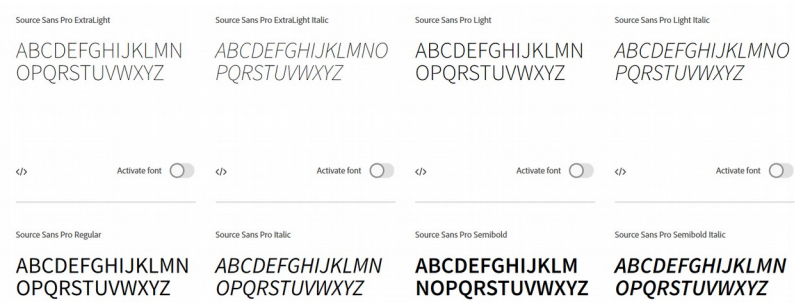 Source Sans Pro ExtraLight
ABCDEFGHIJKLMN
OPQRSTUVWXYZ
</> Activate font
Source Sans Pro ExtraLight Italic
ABCDEFGHIJKLMNO
PQRSTUVWXYZ
</> Activate font
Source Sans Pro Light
ABCDEFGHIJKLMN
OPQRSTUVWXYZ
</> Activate font
Source Sans Pro Light Italic
ABCDEFGHIJKLMNO
PQRSTUVWXYZ
</> Activate font
Source Sans Pro Regular
ABCDEFGHIJKLMN
OPQRSTUVWXYZ
Source Sans Pro Italic
ABCDEFGHIJKLMN
OPQRSTUVWXYZ
Source Sans Pro Semibold
ABCDEFGHIJKLM
NOPQRSTUVWXYZ
Source Sans Pro Semibold Italic
ABCDEFGHIJKLMN
OPQRSTUVWXYZ